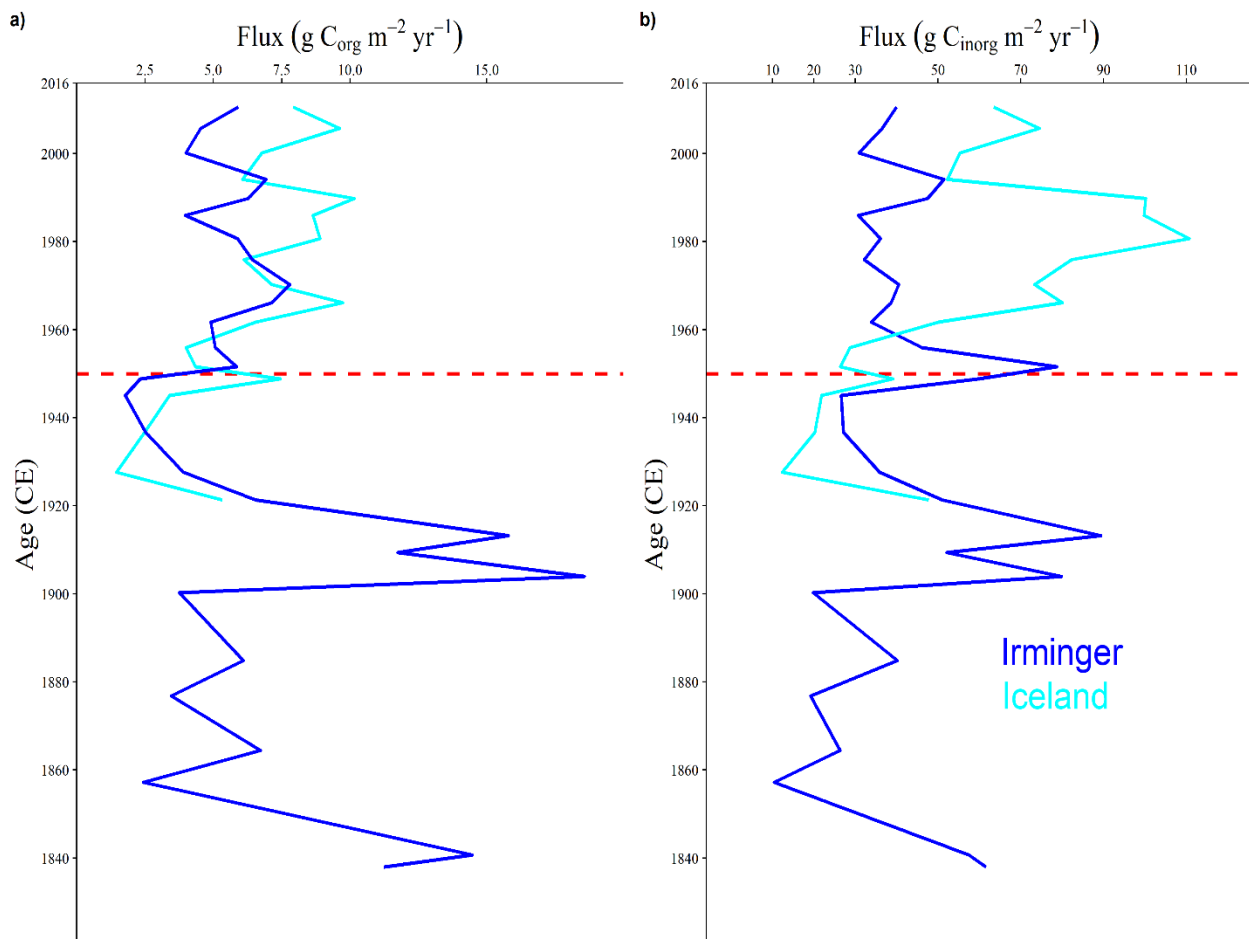 a)
Flux (g C_org m⁻² yr⁻¹)
2.5 5.0 7.5 10.0 15.0
2016
2000
1980
1960
1940
1920
1900
1880
1860
1840
Age (CE)
b)
Flux (g C_inorg m⁻² yr⁻¹)
10 20 30 50 70 90 110
2016
2000
1980
1960
1940
1920
1900
1880
1860
1840
Age (CE)
Irminger
Iceland